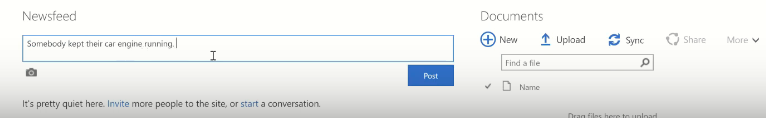 Newsfeed
Somebody kept their car engine running.
Post
It's pretty quiet here. Invite more people to the site, or start a conversation.
Documents
New Upload Sync Share More
Find a file
Name
Drag files here to upload